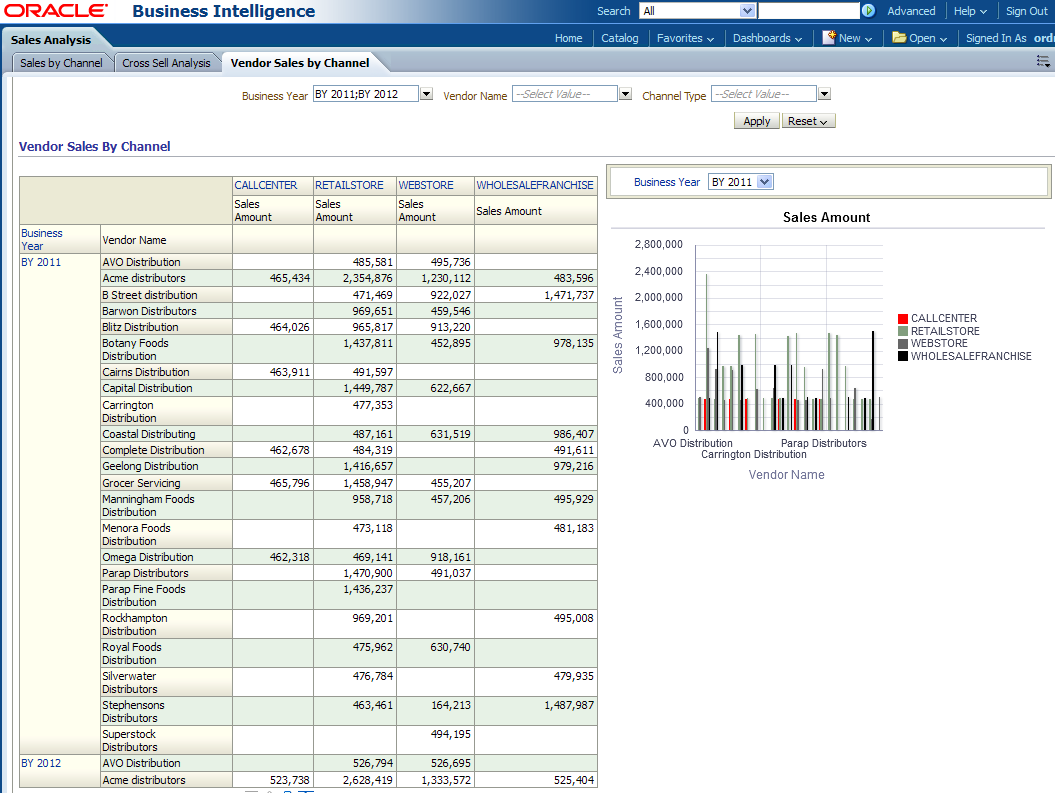 ORACLE Business Intelligence
Search All Advanced Help Sign Out
Sales Analysis
Home Catalog Favorites Dashboards New Open Signed In As
Sales by Channel Cross Sell Analysis Vendor Sales by Channel
Business Year BY 2011;BY 2012 Vendor Name --Select Value-- Channel Type --Select Value--
Apply Reset
Vendor Sales By Channel
CALLCENTER RETAILSTORE WEBSTORE WHOLESALEFRANCHISE
Sales Amount Sales Amount Sales Amount Sales Amount
Business Year Vendor Name
BY 2011 AVO Distribution 485,581 495,736
Acme distributors 465,434 2,354,876 1,230,112 483,596
B Street distribution 471,469 922,027 1,471,737
Barwon Distributors 969,651 459,546
Blitz Distribution 464,026 965,817 913,220
Botany Foods Distribution 1,437,811 452,895 978,135
Cairns Distribution 463,911 491,597
Capital Distribution 1,449,787 622,667
Carrington Distribution 477,353
Coastal Distributing 487,161 631,519 986,407
Complete Distribution 462,678 484,319 491,611
Geelong Distribution 1,416,657 979,216
Grocer Servicing 465,796 1,458,947 455,207
Manningham Foods Distribution 958,718 457,206 495,929
Menora Foods Distribution 473,118 481,183
Omega Distribution 462,318 469,141 918,161
Parap Distributors 1,470,900 491,037
Parap Fine Foods Distribution 1,436,237
Rockhampton Distribution 969,201 495,008
Royal Foods Distribution 475,962 630,740
Silverwater Distributors 476,784 479,935
Stephensons Distributors 463,461 164,213 1,487,987
Superstock Distributors 494,195
BY 2012 AVO Distribution 526,794 526,695
Acme distributors 523,738 2,628,419 1,333,572 525,404
Business Year BY 2011
Sales Amount
Sales Amount
2,800,000
2,400,000
2,000,000
1,600,000
1,200,000
800,000
400,000
0
AVO Distribution Parap Distributors
Carrington Distribution
Vendor Name
CALLCENTER
RETAILSTORE
WEBSTORE
WHOLESALEFRANCHISE